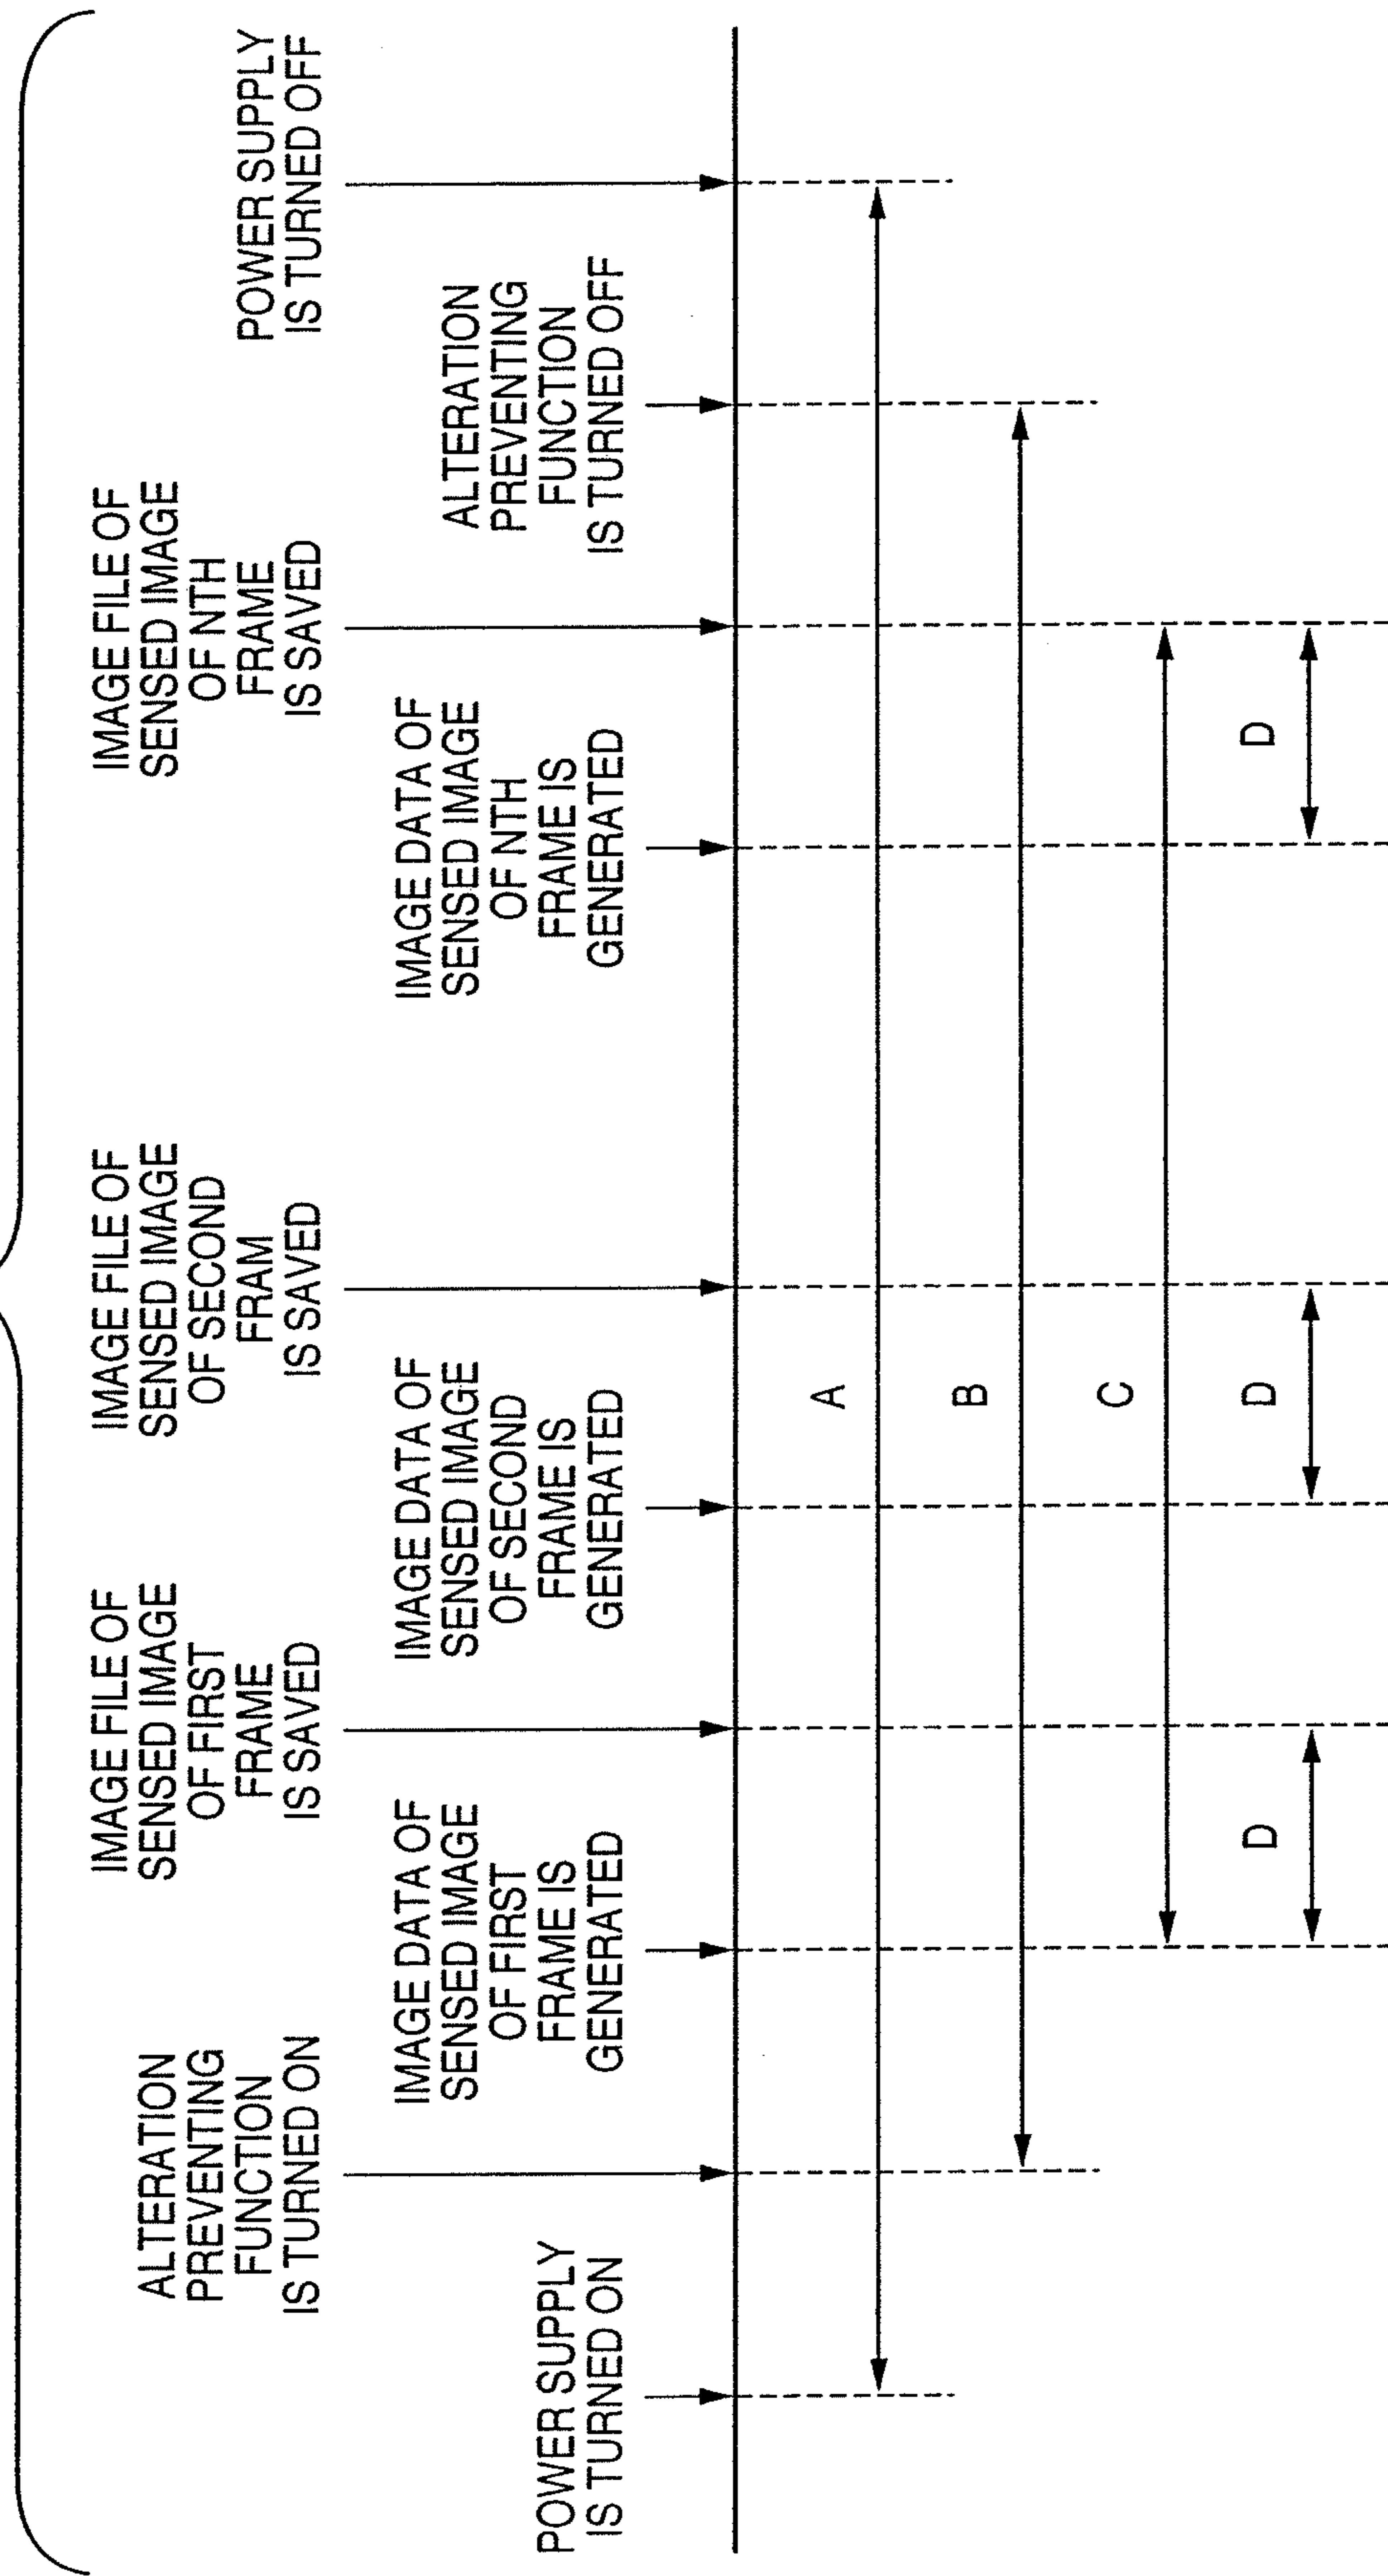 POWER SUPPLY
IS TURNED ON
ALTERATION
PREVENTING
FUNCTION
IS TURNED ON
IMAGE DATA OF
SENSED IMAGE
OF FIRST
FRAME IS
GENERATED
IMAGE FILE OF
SENSED IMAGE
OF FIRST
FRAME
IS SAVED
IMAGE DATA OF
SENSED IMAGE
OF SECOND
FRAME IS
GENERATED
IMAGE FILE OF
SENSED IMAGE
OF SECOND
FRAM
IS SAVED
IMAGE DATA OF
SENSED IMAGE
OF NTH
FRAME IS
GENERATED
IMAGE FILE OF
SENSED IMAGE
OF NTH
FRAME
IS SAVED
ALTERATION
PREVENTING
FUNCTION
IS TURNED OFF
POWER SUPPLY
IS TURNED OFF
A
B
C
D
D
D